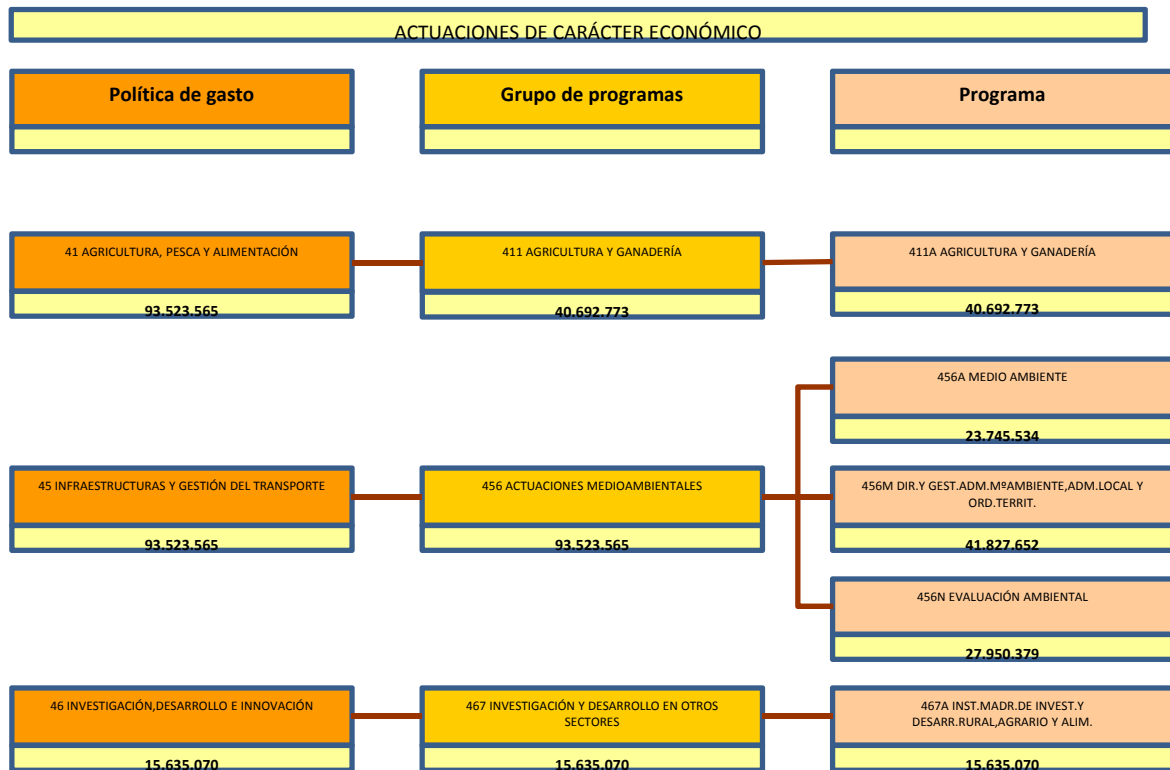 ACTUACIONES DE CARÁCTER ECONÓMICO
Política de gasto
Grupo de programas
Programa
41 AGRICULTURA, PESCA Y ALIMENTACIÓN
411 AGRICULTURA Y GANADERÍA
411A AGRICULTURA Y GANADERÍA
93.523.565
40.692.773
40.692.773
456A MEDIO AMBIENTE
23.745.534
45 INFRAESTRUCTURAS Y GESTIÓN DEL TRANSPORTE
456 ACTUACIONES MEDIOAMBIENTALES
456M DIR.Y GEST.ADM.MºAMBIENTE,ADM.LOCAL Y
ORD.TERRIT.
93.523.565
93.523.565
41.827.652
456N EVALUACIÓN AMBIENTAL
27.950.379
46 INVESTIGACIÓN,DESARROLLO E INNOVACIÓN
467 INVESTIGACIÓN Y DESARROLLO EN OTROS
SECTORES
467A INST.MADR.DE INVEST.Y
DESARR.RURAL,AGRARIO Y ALIM.
15.635.070
15.635.070
15.635.070